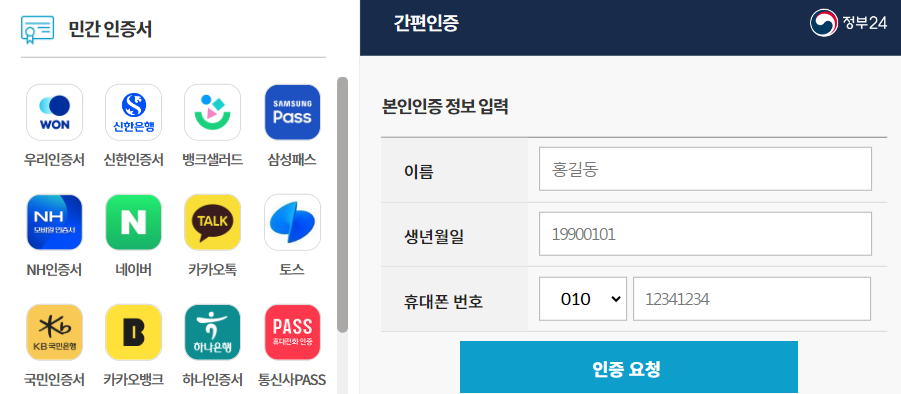 민간 인증서
WON
신한은행
SAMSUNG
Pass
우리인증서
신한인증서
뱅크샐러드
삼성패스
NH
모바일 인증서
N
TALK
NH인증서
네이버
카카오톡
토스
Kb
KB국민은행
B
하나은행
PASS
휴대전화 인증
국민인증서
카카오뱅크
하나인증서
통신사PASS
간편인증
정부24
본인인증 정보 입력
이름
홍길동
생년월일
19900101
휴대폰 번호
010
12341234
인증 요청